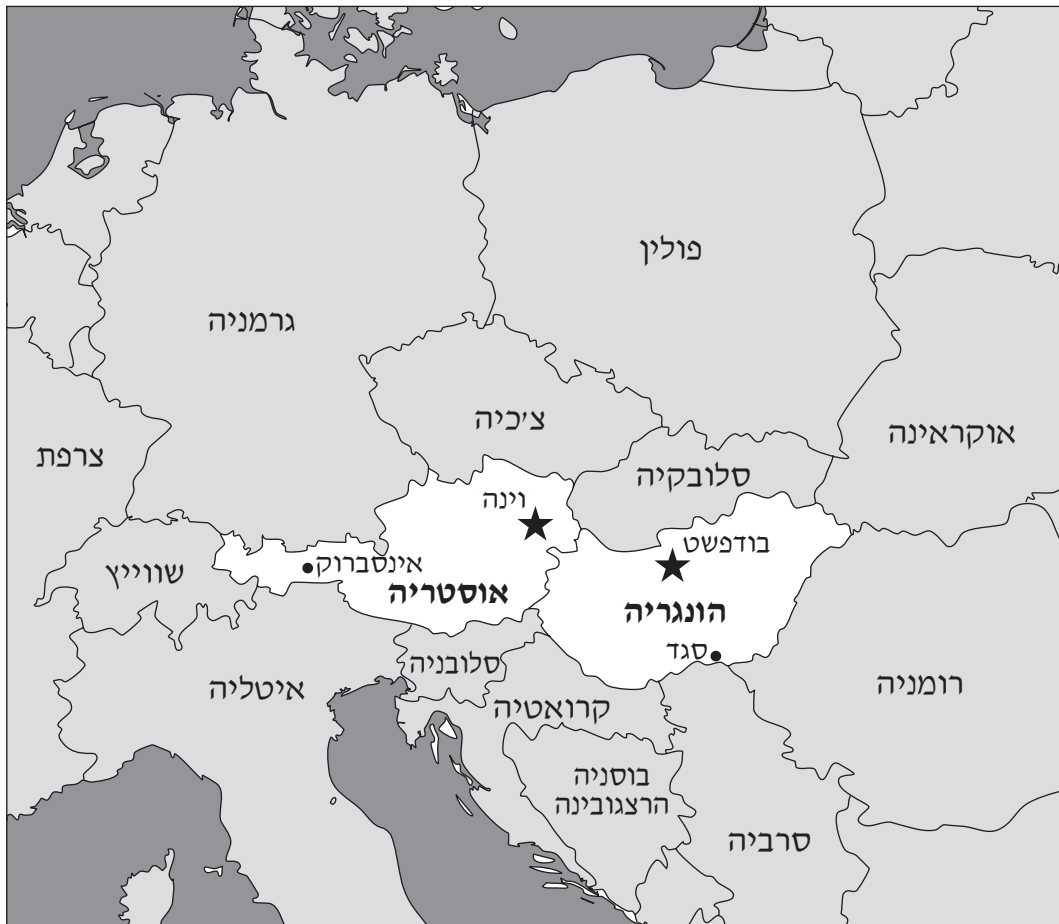 פולין
גרמניה
צ׳כיה
אוקראינה
צרפת
סלובקיה
וינה
בודפשט
אינסברוק
שווייץ
אוסטריה
הונגריה
סגד
סלובניה
איטליה
רומניה
קרואטיה
בוסניה
הרצגובינה
סרביה